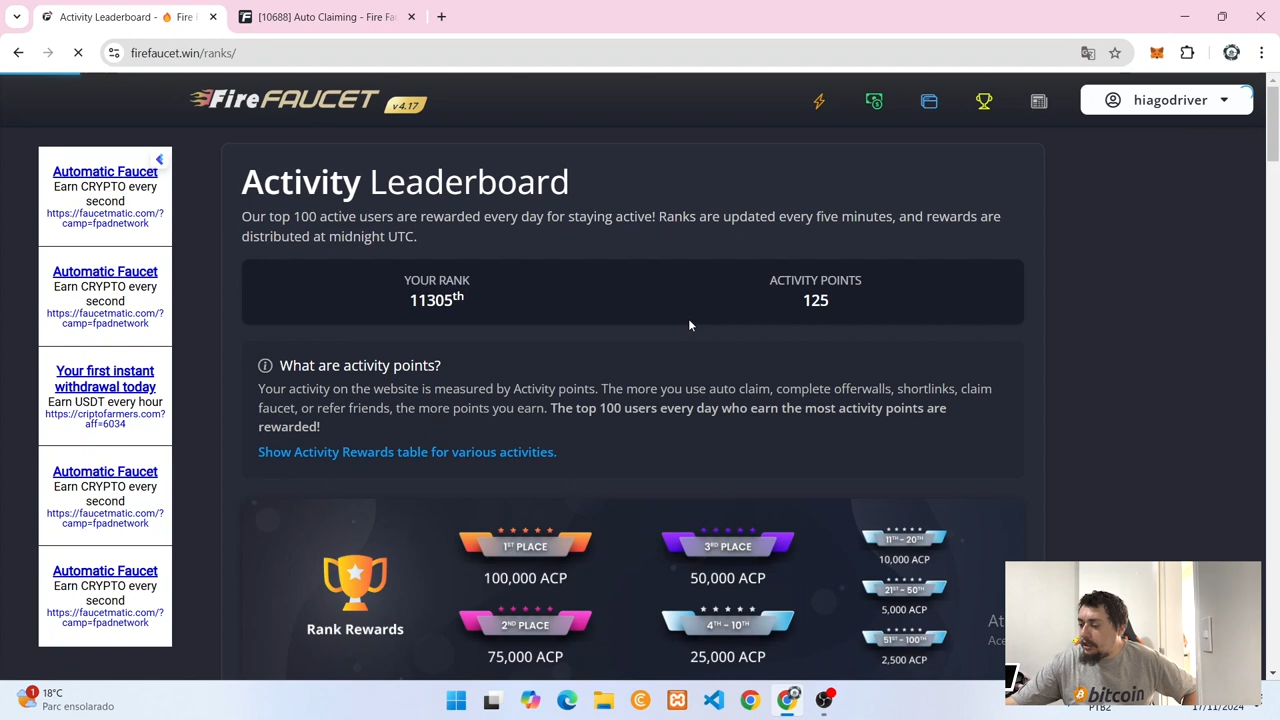 Activity Leaderboard - 🔥 Fire F
[10688] Auto Claiming - Fire Fa
firefaucet.win/ranks/
Fire FAUCET v 4.17
hiagodriver
Automatic Faucet
Earn CRYPTO every
second
https://faucetmatic.com/?
camp=fpadnetwork
Automatic Faucet
Earn CRYPTO every
second
https://faucetmatic.com/?
camp=fpadnetwork
Your first instant
withdrawal today
Earn USDT every hour
https://criptofarmers.com?
aff=6034
Automatic Faucet
Earn CRYPTO every
second
https://faucetmatic.com/?
camp=fpadnetwork
Automatic Faucet
Earn CRYPTO every
second
https://faucetmatic.com/?
camp=fpadnetwork
Activity Leaderboard
Our top 100 active users are rewarded every day for staying active! Ranks are updated every five minutes, and rewards are
distributed at midnight UTC.
YOUR RANK
11305th
ACTIVITY POINTS
125
What are activity points?
Your activity on the website is measured by Activity points. The more you use auto claim, complete offerwalls, shortlinks, claim
faucet, or refer friends, the more points you earn. The top 100 users every day who earn the most activity points are
rewarded!
Show Activity Rewards table for various activities.
Rank Rewards
1ST PLACE
100,000 ACP
2ND PLACE
75,000 ACP
3RD PLACE
50,000 ACP
4TH - 10TH
25,000 ACP
11TH - 20TH
10,000 ACP
21ST - 50TH
5,000 ACP
51ST - 100TH
2,500 ACP
bitcoin
1
18°C
Parc ensolarado
PTB2
17/11/2024